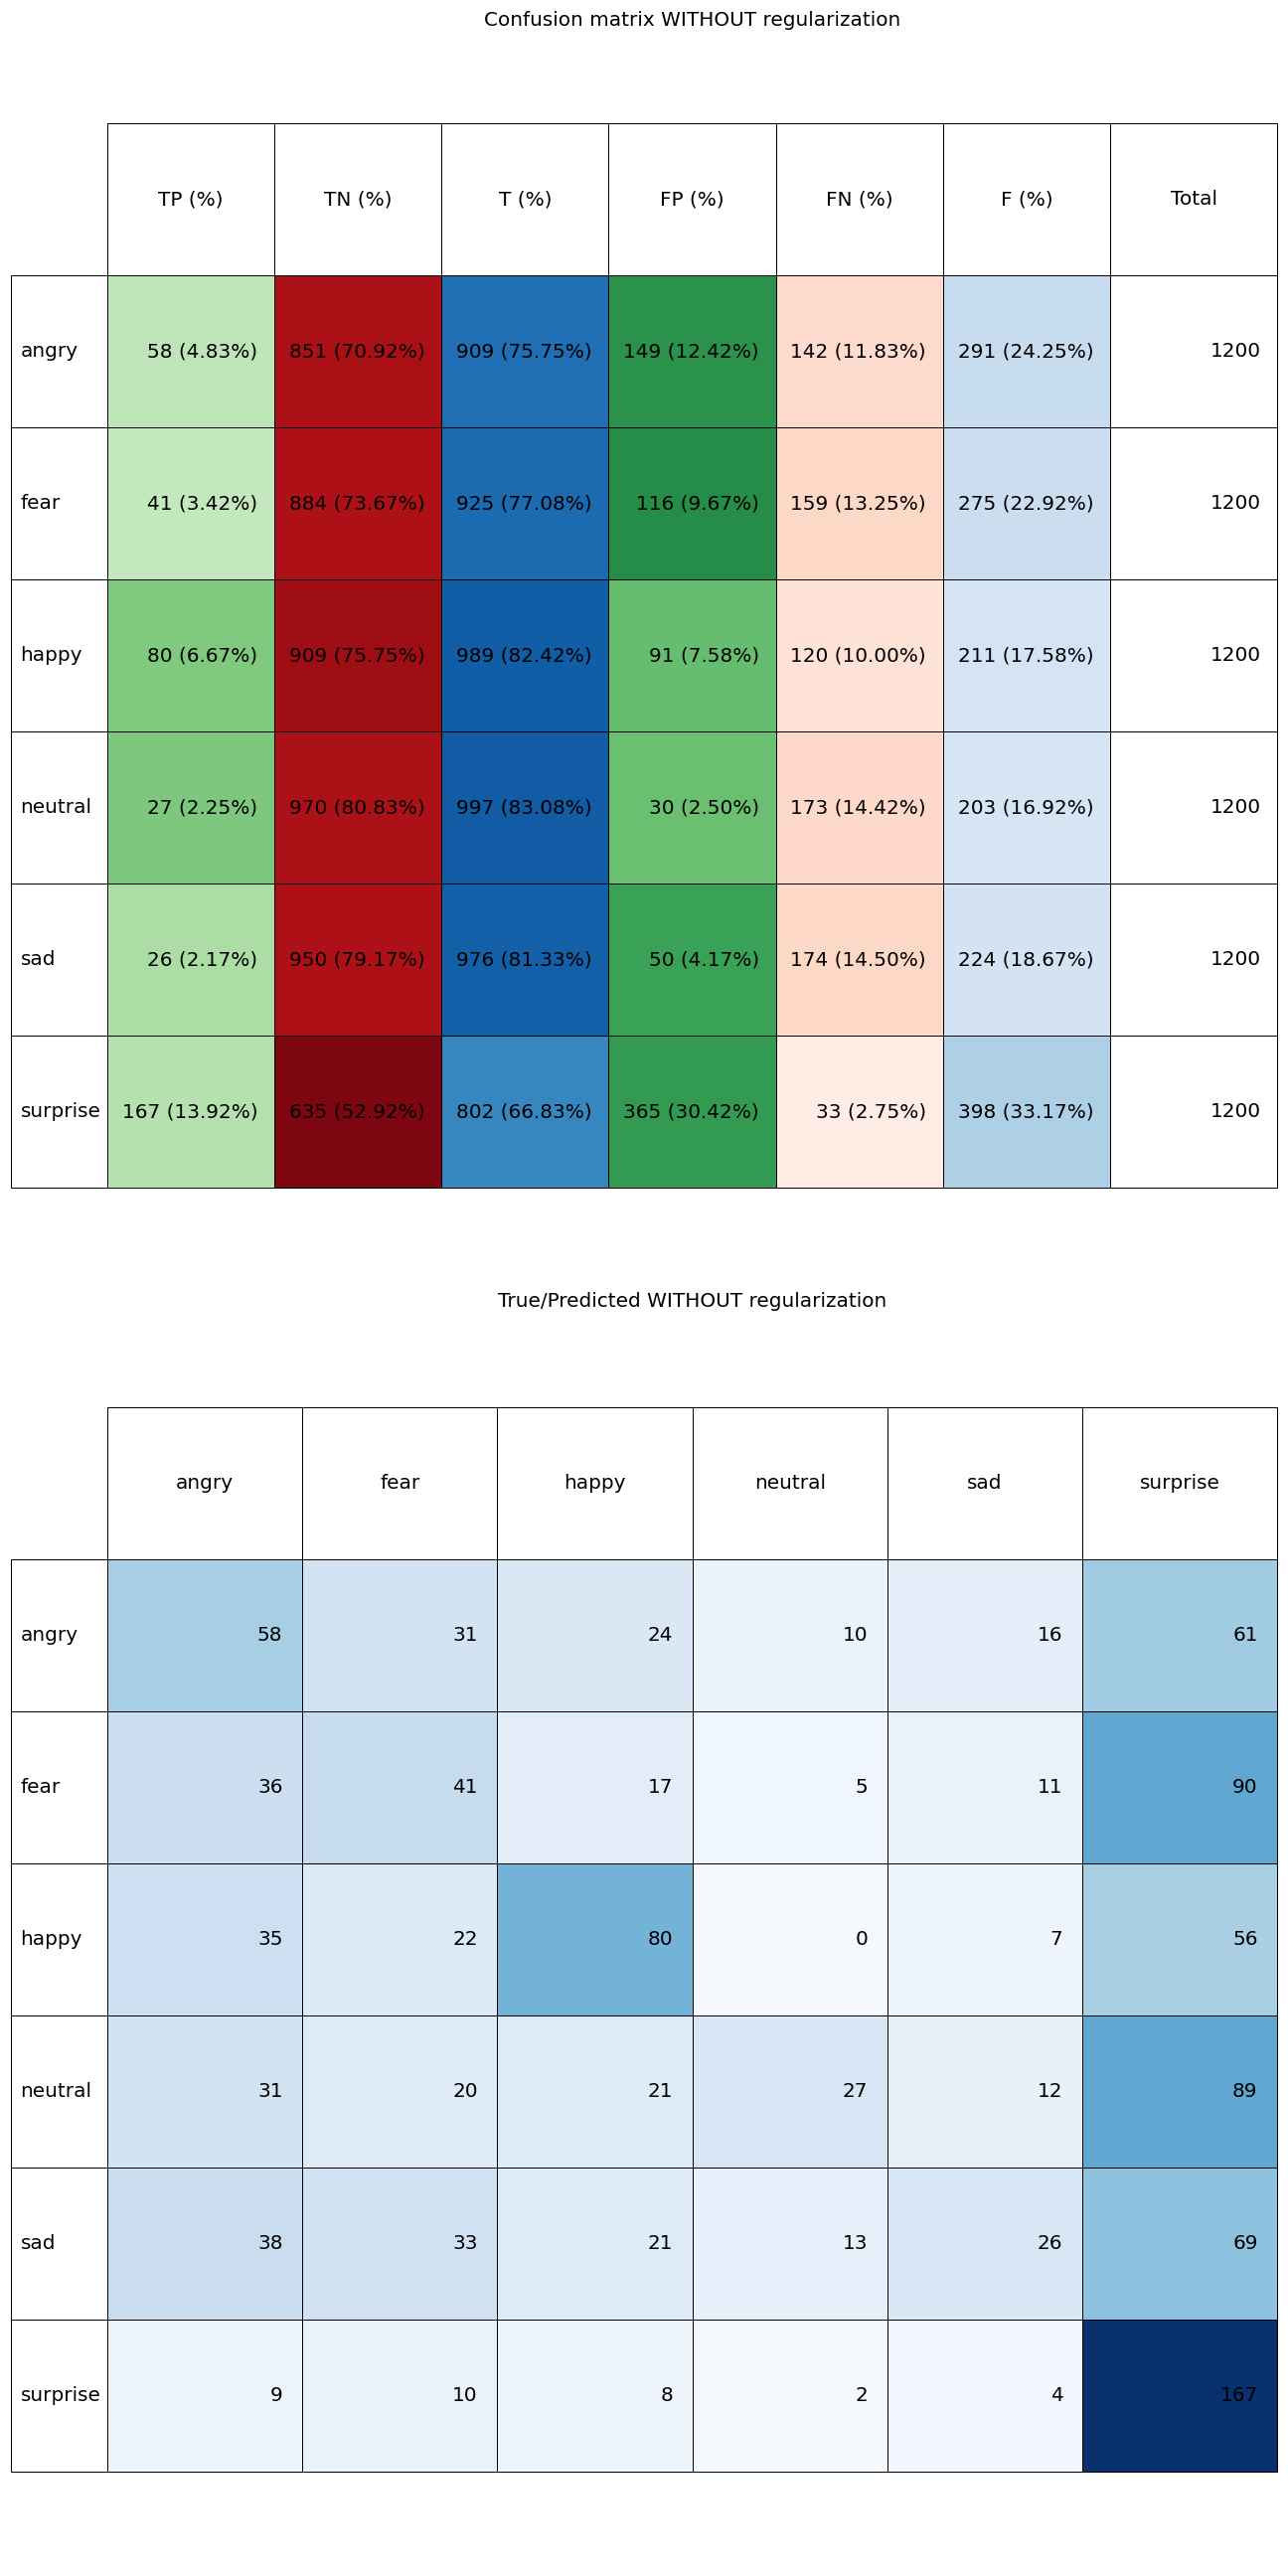 Confusion matrix WITHOUT regularization
TP (%) TN (%) T (%) FP (%) FN (%) F (%) Total
angry 58 (4.83%) 851 (70.92%) 909 (75.75%) 149 (12.42%) 142 (11.83%) 291 (24.25%) 1200
fear 41 (3.42%) 884 (73.67%) 925 (77.08%) 116 (9.67%) 159 (13.25%) 275 (22.92%) 1200
happy 80 (6.67%) 909 (75.75%) 989 (82.42%) 91 (7.58%) 120 (10.00%) 211 (17.58%) 1200
neutral 27 (2.25%) 970 (80.83%) 997 (83.08%) 30 (2.50%) 173 (14.42%) 203 (16.92%) 1200
sad 26 (2.17%) 950 (79.17%) 976 (81.33%) 50 (4.17%) 174 (14.50%) 224 (18.67%) 1200
surprise 167 (13.92%) 635 (52.92%) 802 (66.83%) 365 (30.42%) 33 (2.75%) 398 (33.17%) 1200
True/Predicted WITHOUT regularization
angry fear happy neutral sad surprise
angry 58 31 24 10 16 61
fear 36 41 17 5 11 90
happy 35 22 80 0 7 56
neutral 31 20 21 27 12 89
sad 38 33 21 13 26 69
surprise 9 10 8 2 4 167